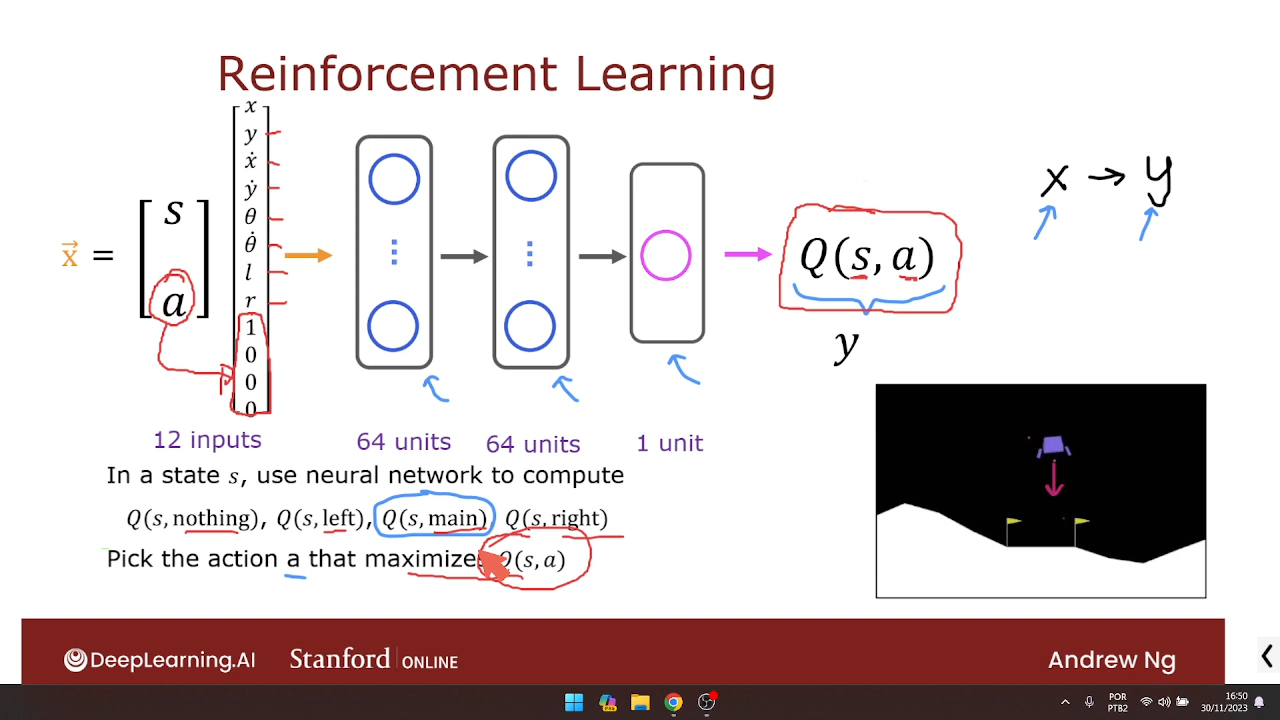 Reinforcement Learning
x⃗ = [s a]
x
y
ẋ
ẏ
θ
θ̇
l
r
1
0
0
0
Q(s, a)
y
x → y
12 inputs 64 units 64 units 1 unit
In a state s, use neural network to compute
Q(s, nothing), Q(s, left), Q(s, main) Q(s, right)
Pick the action a that maximize Q(s, a)
DeepLearning.AI Stanford ONLINE Andrew Ng
POR
PTB2
16:50
30/11/2023